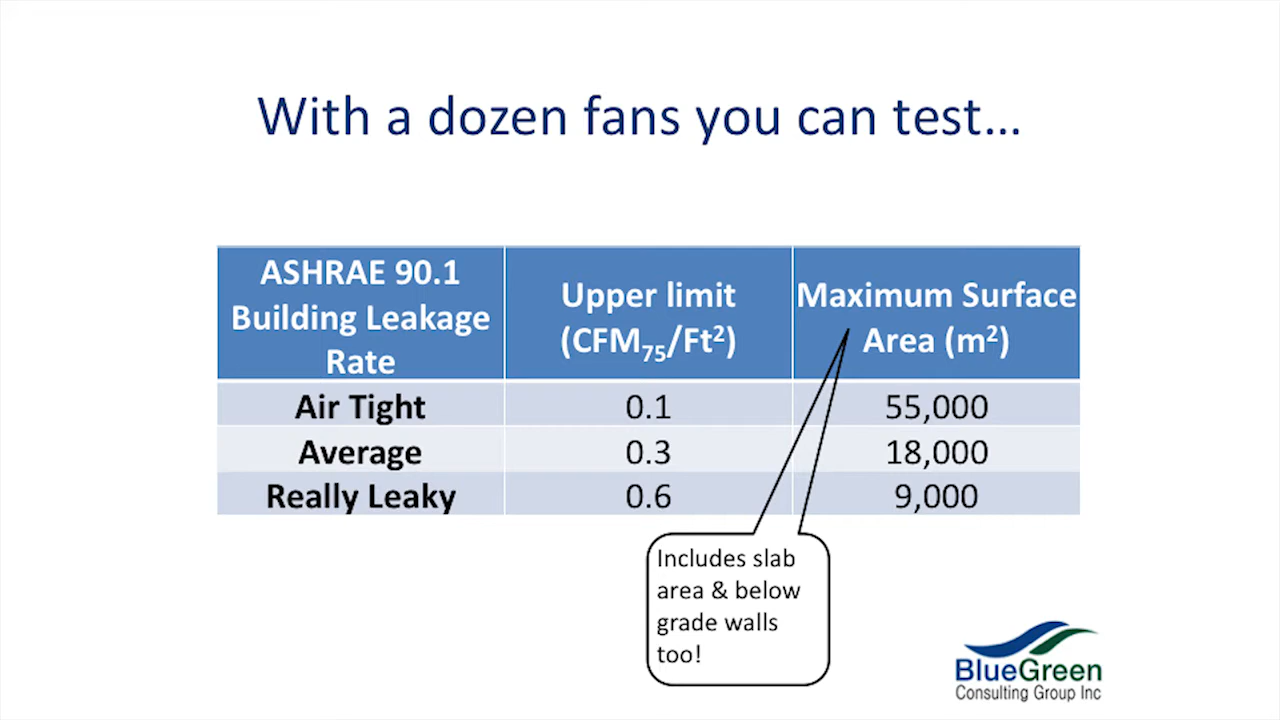 With a dozen fans you can test...
ASHRAE 90.1
Building Leakage
Rate
Upper limit
(CFM₇₅/Ft²)
Maximum Surface
Area (m²)
Air Tight
0.1
55,000
Average
0.3
18,000
Really Leaky
0.6
9,000
Includes slab
area & below
grade walls
too!
BlueGreen
Consulting Group Inc